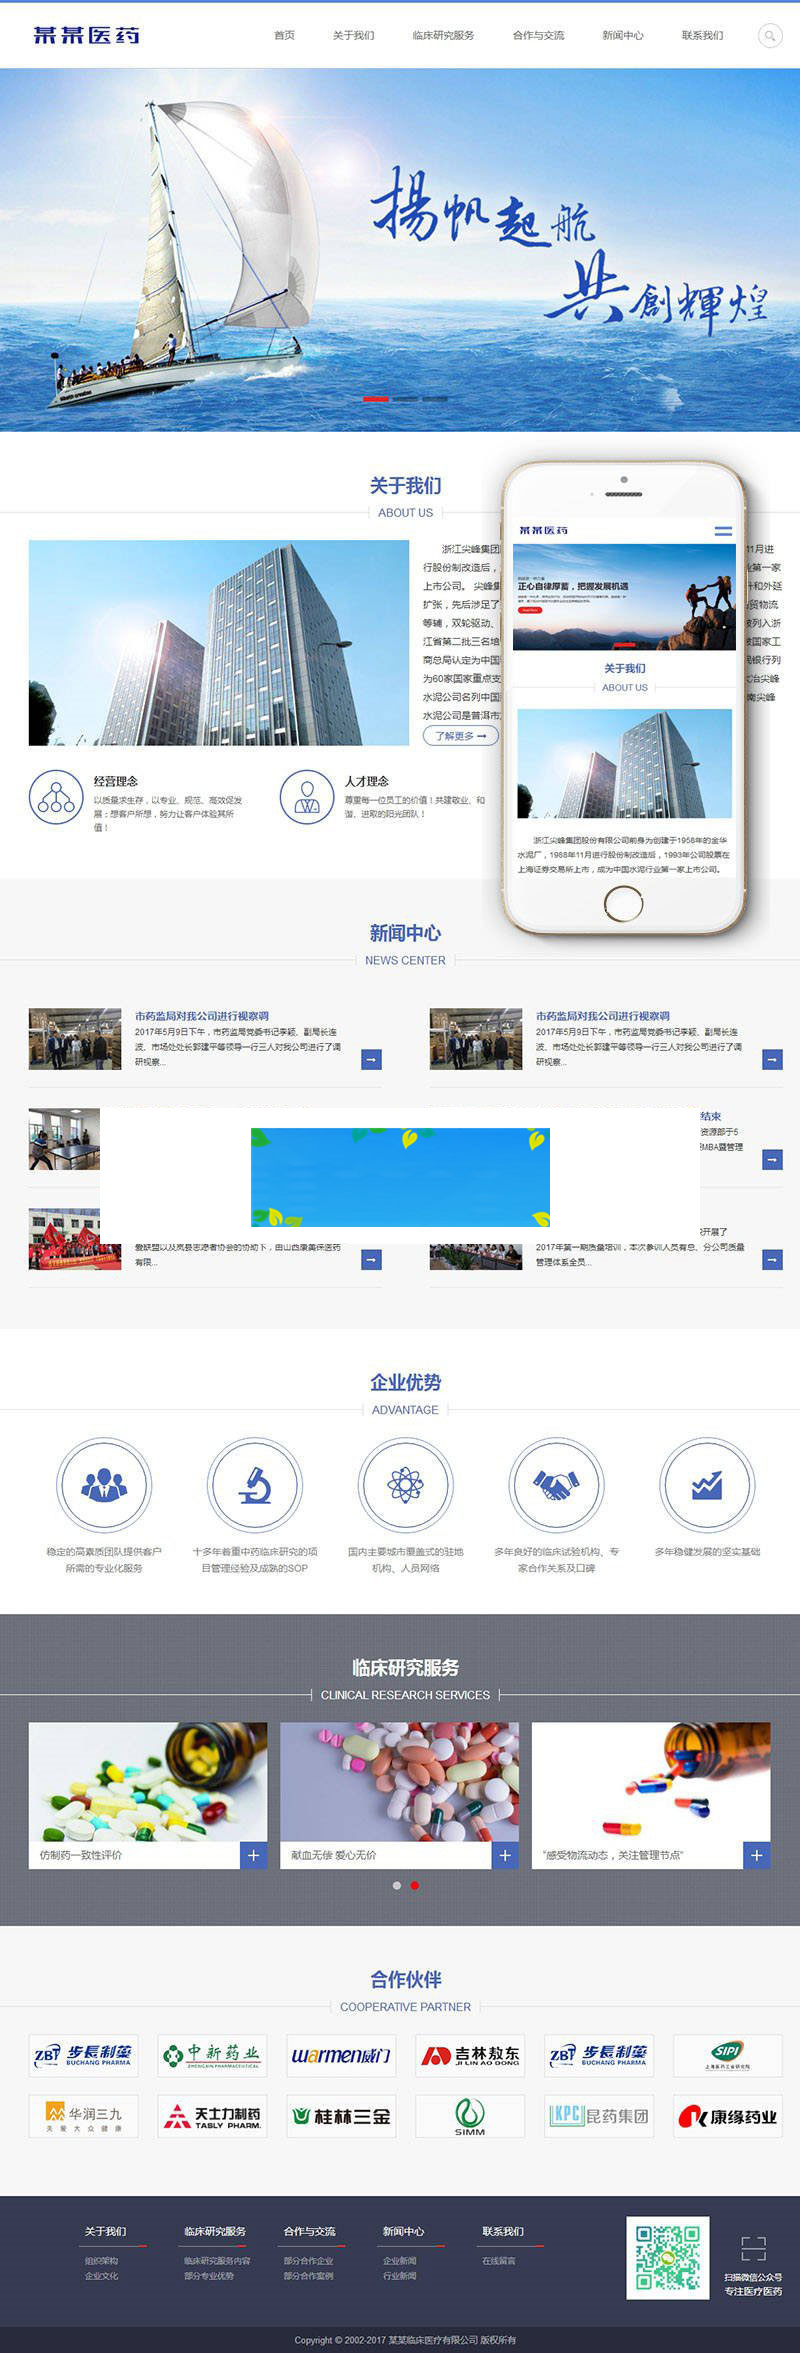 某某医药
首页 关于我们 临床研究服务 合作与交流 新闻中心 联系我们
揚帆起航
共創輝煌
关于我们
ABOUT US
浙江尖峰集团
行股份制改造后，
上市公司。尖峰集
扩张，先后涉足了
等辅，双轮驱动、
江省第二批三名培
商总局认定为中国
为60家国家重点支
水泥公司名列中国
水泥公司是普洱市
11月进
业第一家
十和外延
贸物流
被列入浙
被国家工
民银行列
大冶尖峰
南尖峰
了解更多
某某医药
正心自律厚蓄，把握发展机遇
关于我们
ABOUT US
浙江尖峰集团股份有限公司前身为创建于1958年的金华
水泥厂，1988年11月进行股份制改造后，1993年公司股票在
上海证券交易所上市，成为中国水泥行业第一家上市公司。
经营理念
以质量求生存，以专业、规范、高效促发
展；想客户所想，努力让客户体验其所
值！
人才理念
尊重每一位员工的价值！共建敬业、和
谐、进取的阳光团队！
新闻中心
NEWS CENTER
市药监局对我公司进行视察调
2017年5月9日下午，市药监局党委书记李颖、副局长连
波、市场处处长郭建平等领导一行三人对我公司进行了调
研视察...
市药监局对我公司进行视察调
2017年5月9日下午，市药监局党委书记李颖、副局长连
波、市场处处长郭建平等领导一行三人对我公司进行了调
研视察...
结束
资源部于5
MBA暨管理
爱联盟以及岚县志愿者协会的协助下，由山西康美徕医药
有限...
开展了
2017年第一期质量培训，本次参训人员有总、分公司质量
管理体系全员...
企业优势
ADVANTAGE
稳定的高素质团队提供客户
所需的专业化服务
十多年着重中药临床研究的项
目管理经验及成熟的SOP
国内主要城市覆盖式的驻地
机构、人员网络
多年良好的临床试验机构、专
家合作关系及口碑
多年稳健发展的坚实基础
临床研究服务
CLINICAL RESEARCH SERVICES
仿制药一致性评价
献血无偿 爱心无价
“感受物流动态，关注管理节点”
合作伙伴
COOPERATIVE PARTNER
ZBT 步長制藥
BUCHANG PHARMA
中新药业
ZHENGXIN PHARMACEUTICAL
warmen威门
吉林敖东
JI LIN AO DONG
ZBT 步長制藥
BUCHANG PHARMA
SIPI
上海医药工业研究院
华润三九
关爱大众健康
天士力制药
TASLY PHARM.
桂林三金
SIMM
KPC 昆药集团
康缘药业
关于我们 临床研究服务 合作与交流 新闻中心 联系我们
组织架构 临床研究服务内容 部分合作企业 企业新闻 在线留言
企业文化 部分专业优势 部分合作案例 行业新闻
扫描微信公众号
专注医疗医药
Copyright © 2002-2017 某某临床医疗有限公司 版权所有